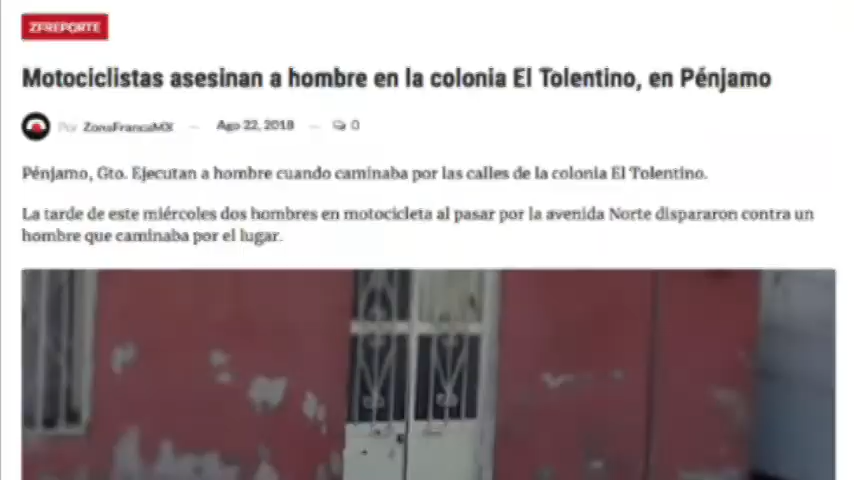 ZFREPORTE
Motociclistas asesinan a hombre en la colonia El Tolentino, en Pénjamo
Por ZonaFrancaMX — Ago 22, 2018 — 0
Pénjamo, Gto. Ejecutan a hombre cuando caminaba por las calles de la colonia El Tolentino.
La tarde de este miércoles dos hombres en motocicleta al pasar por la avenida Norte dispararon contra un
hombre que caminaba por el lugar.